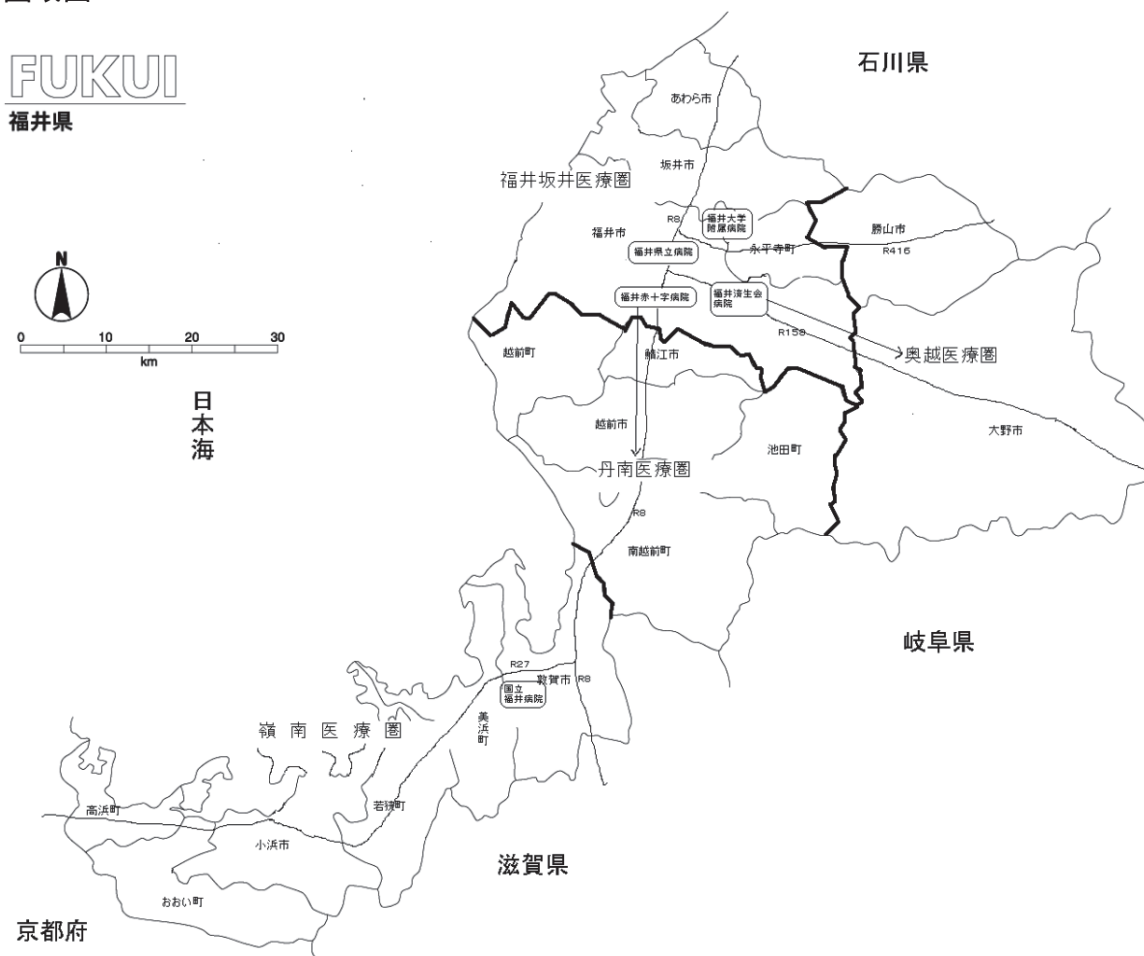 FUKUI
福井県
石川県
あわら市
坂井市
福井坂井医療圏
福井市
R8
福井大学
附属病院
勝山市
R416
永平寺町
福井県立病院
N
福井赤十字病院
福井済生会
病院
0 10 20 30
km
R158
越前町
鯖江市
奥越医療圏
日本海
越前市
大野市
池田町
丹南医療圏
R8
南越前町
岐阜県
R27
敦賀市
R8
国立
福井病院
美浜町
嶺南医療圏
高浜町
若狭町
小浜市
滋賀県
おおい町
京都府